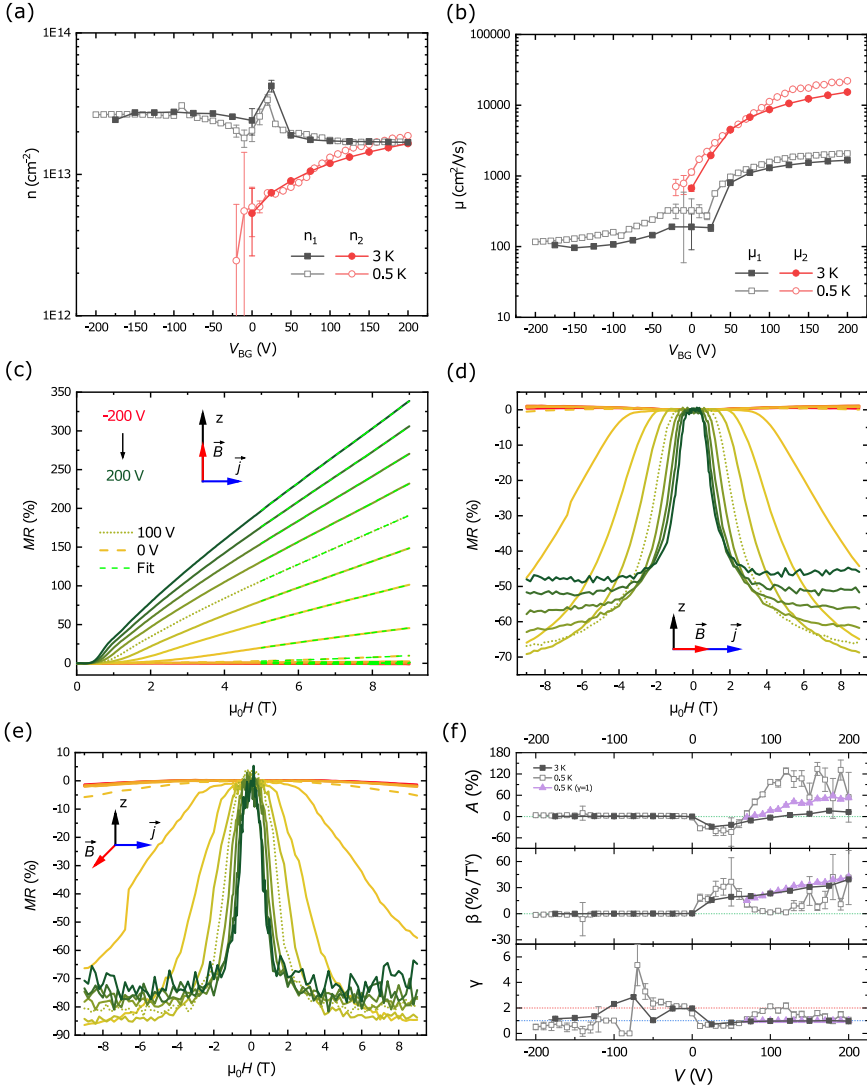 (a)
1E14
1E13
1E12
n (cm⁻²)
n₁ n₂
3 K
0.5 K
-200 -150 -100 -50 0 50 100 150 200
V_BG (V)
(b)
100000
10000
1000
100
10
μ (cm²/Vs)
μ₁ μ₂
3 K
0.5 K
-200 -150 -100 -50 0 50 100 150 200
V_BG (V)
(c)
350
300
250
200
150
100
50
0
MR (%)
-200 V
200 V
z
B
j
100 V
0 V
Fit
0 2 4 6 8
μ₀H (T)
(d)
0
-10
-20
-30
-40
-50
-60
-70
MR (%)
z
B
j
-8 -6 -4 -2 0 2 4 6 8
μ₀H (T)
(e)
10
0
-10
-20
-30
-40
-50
-60
-70
-80
-90
MR (%)
z
B
j
-8 -6 -4 -2 0 2 4 6 8
μ₀H (T)
(f)
-200 -100 0 100 200
180
120
60
0
-60
A (%)
3 K
0.5 K
0.5 K (γ=1)
60
30
0
-30
β (%/T^γ)
6
4
2
0
γ
-200 -100 0 100 200
V (V)